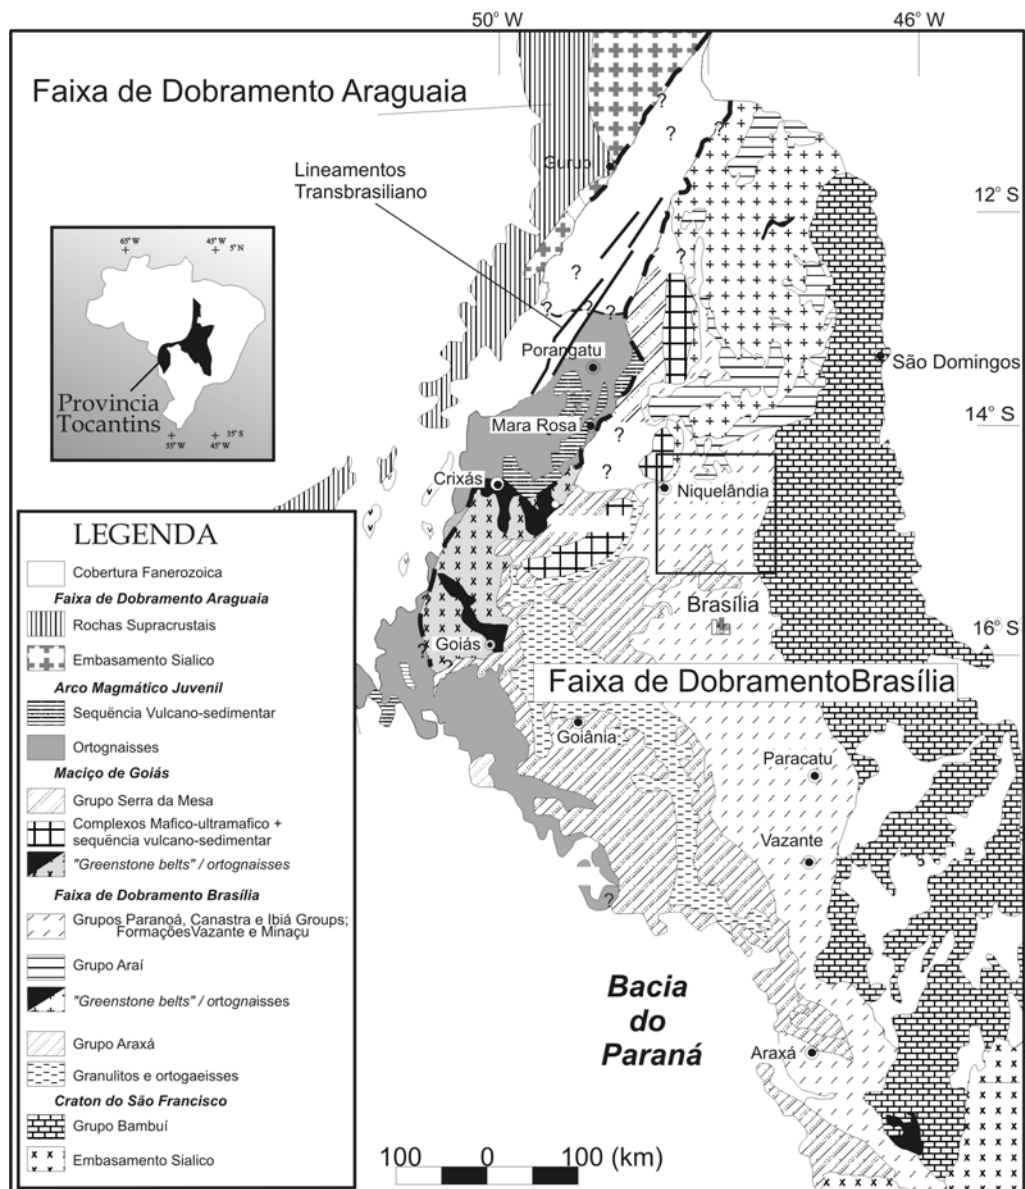 50° W
46° W
Faixa de Dobramento Araguaia
?
?
?
Gurupi
Lineamentos
Transbrasiliano
12° S
65° W
45° W
5° N
?
?
?
?
?
Porangatu
São Domingos
Provincia
Tocantins
55° W
45° W
35° S
14° S
Mara Rosa
?
?
Crixás
Niquelândia
LEGENDA
Cobertura Fanerozoica
Faixa de Dobramento Araguaia
Rochas Supracrustais
Embasamento Sialico
Arco Magmático Juvenil
Sequëncia Vulcano-sedimentar
Ortognaisses
Maciço de Goiás
Grupo Serra da Mesa
Complexos Mafico-ultramafico +
sequëncia vulcano-sedimentar
"Greenstone belts" / ortognaisses
Faixa de Dobramento Brasília
Grupos Paranoá, Canastra e Ibiá Groups;
FormaçõesVazante e Minaçu
Grupo Araí
"Greenstone belts" / ortognaisses
Grupo Araxá
Granulitos e ortogaeisses
Craton do São Francisco
Grupo Bambuí
Embasamento Sialico
Brasília
16° S
Goiás
?
?
Faixa de DobramentoBrasília
Goiânia
Paracatu
Vazante
?
Bacia
do
Paraná
Araxá
100 0 100 (km)